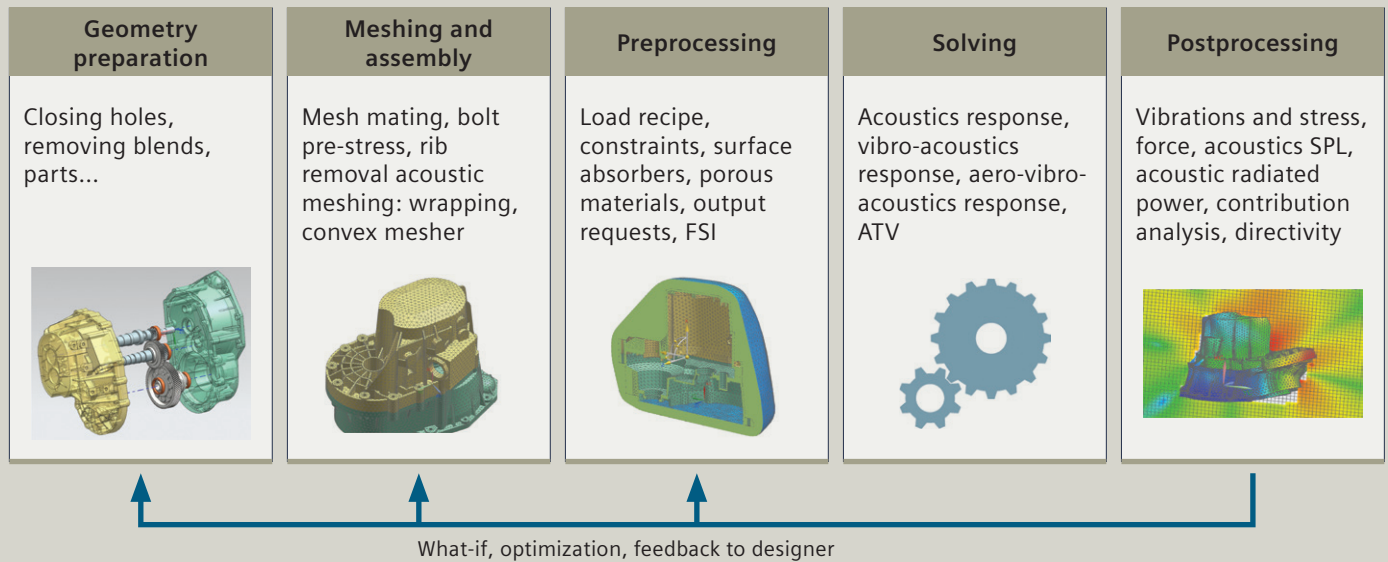 Geometry
preparation
Closing holes,
removing blends,
parts...
Meshing and
assembly
Mesh mating, bolt
pre-stress, rib
removal acoustic
meshing: wrapping,
convex mesher
Preprocessing
Load recipe,
constraints, surface
absorbers, porous
materials, output
requests, FSI
Solving
Acoustics response,
vibro-acoustics
response, aero-vibro-
acoustics response,
ATV
Postprocessing
Vibrations and stress,
force, acoustics SPL,
acoustic radiated
power, contribution
analysis, directivity
What-if, optimization, feedback to designer